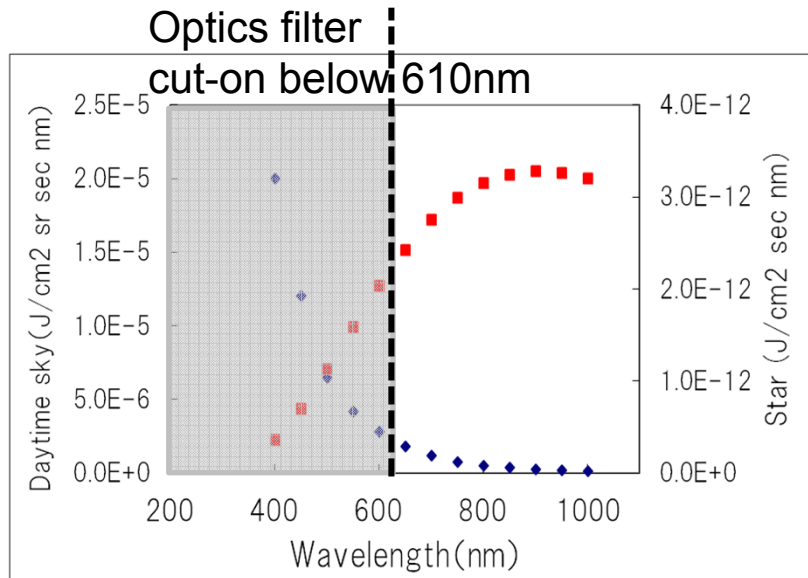 Optics filter
cut-on below 610nm
Daytime sky(J/cm2 sr sec nm)
2.5E-5
2.0E-5
1.5E-5
1.0E-5
5.0E-6
0.0E+0
4.0E-12
3.0E-12
2.0E-12
1.0E-12
0.0E+0
Star (J/cm2 sec nm)
200 400 600 800 1000
Wavelength(nm)